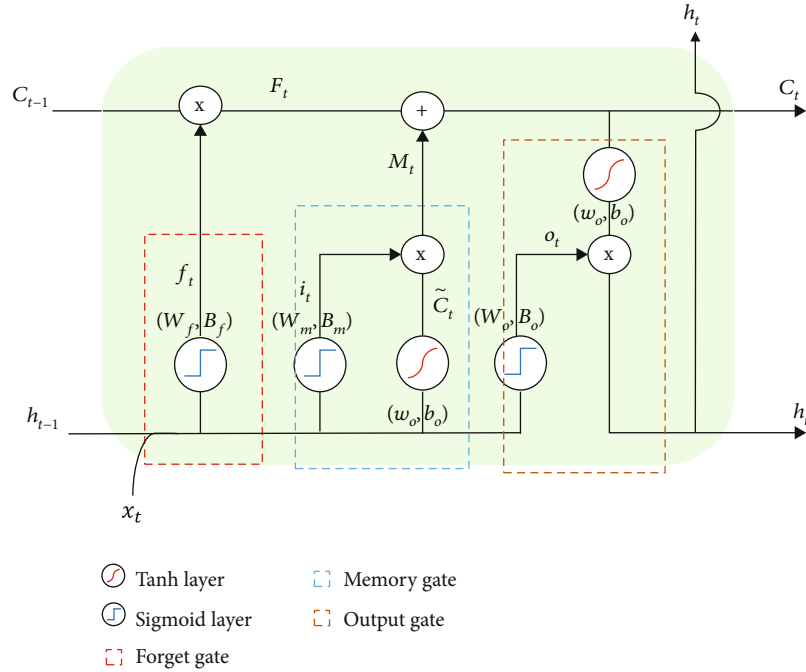 h_t
C_{t−1}
F_t
C_t
x
+
M_t
(w_o, b_o)
f_t
i_t
x
o_t
x
C̃_t
(W_f, B_f)
(W_m, B_m)
(W_o, B_o)
(w_o, b_o)
h_{t−1}
h_t
x_t
Tanh layer
Memory gate
Sigmoid layer
Output gate
Forget gate